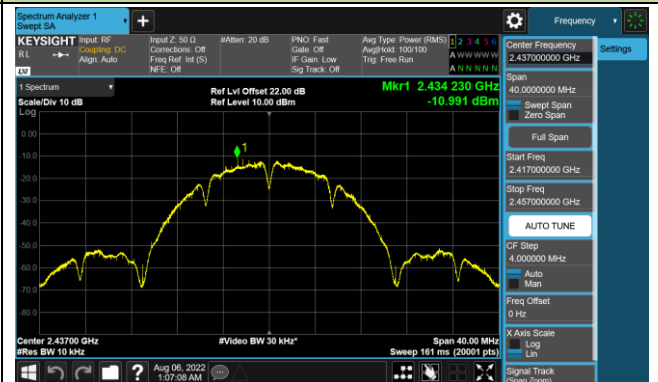 Spectrum Analyzer 1
Swept SA
+
Frequency
KEYSIGHT
RL
LXI
Input: RF
Coupling: DC
Align: Auto
Input Z: 50 Ω
Corrections: Off
Freq Ref: Int (S)
NFE: Off
#Atten: 20 dB
PNO: Fast
Gate: Off
IF Gain: Low
Sig Track: Off
Avg Type: Power (RMS)
Avg|Hold: 100/100
Trig: Free Run
1 2 3 4 5 6
A W W W W W
A N N N N N
1 Spectrum
Scale/Div 10 dB
Log
Ref Lvl Offset 22.00 dB
Ref Level 10.00 dBm
Mkr1 2.434 230 GHz
-10.991 dBm
1
0.00
-10.0
-20.0
-30.0
-40.0
-50.0
-60.0
-70.0
-80.0
Center 2.43700 GHz
#Res BW 10 kHz
#Video BW 30 kHz*
Span 40.00 MHz
Sweep 161 ms (20001 pts)
Aug 06, 2022
1:07:08 AM
Center Frequency
2.437000000 GHz
Span
40.0000000 MHz
Swept Span
Zero Span
Full Span
Start Freq
2.417000000 GHz
Stop Freq
2.457000000 GHz
AUTO TUNE
CF Step
4.000000 MHz
Auto
Man
Freq Offset
0 Hz
X Axis Scale
Log
Lin
Signal Track
(Span Zoom)
Settings